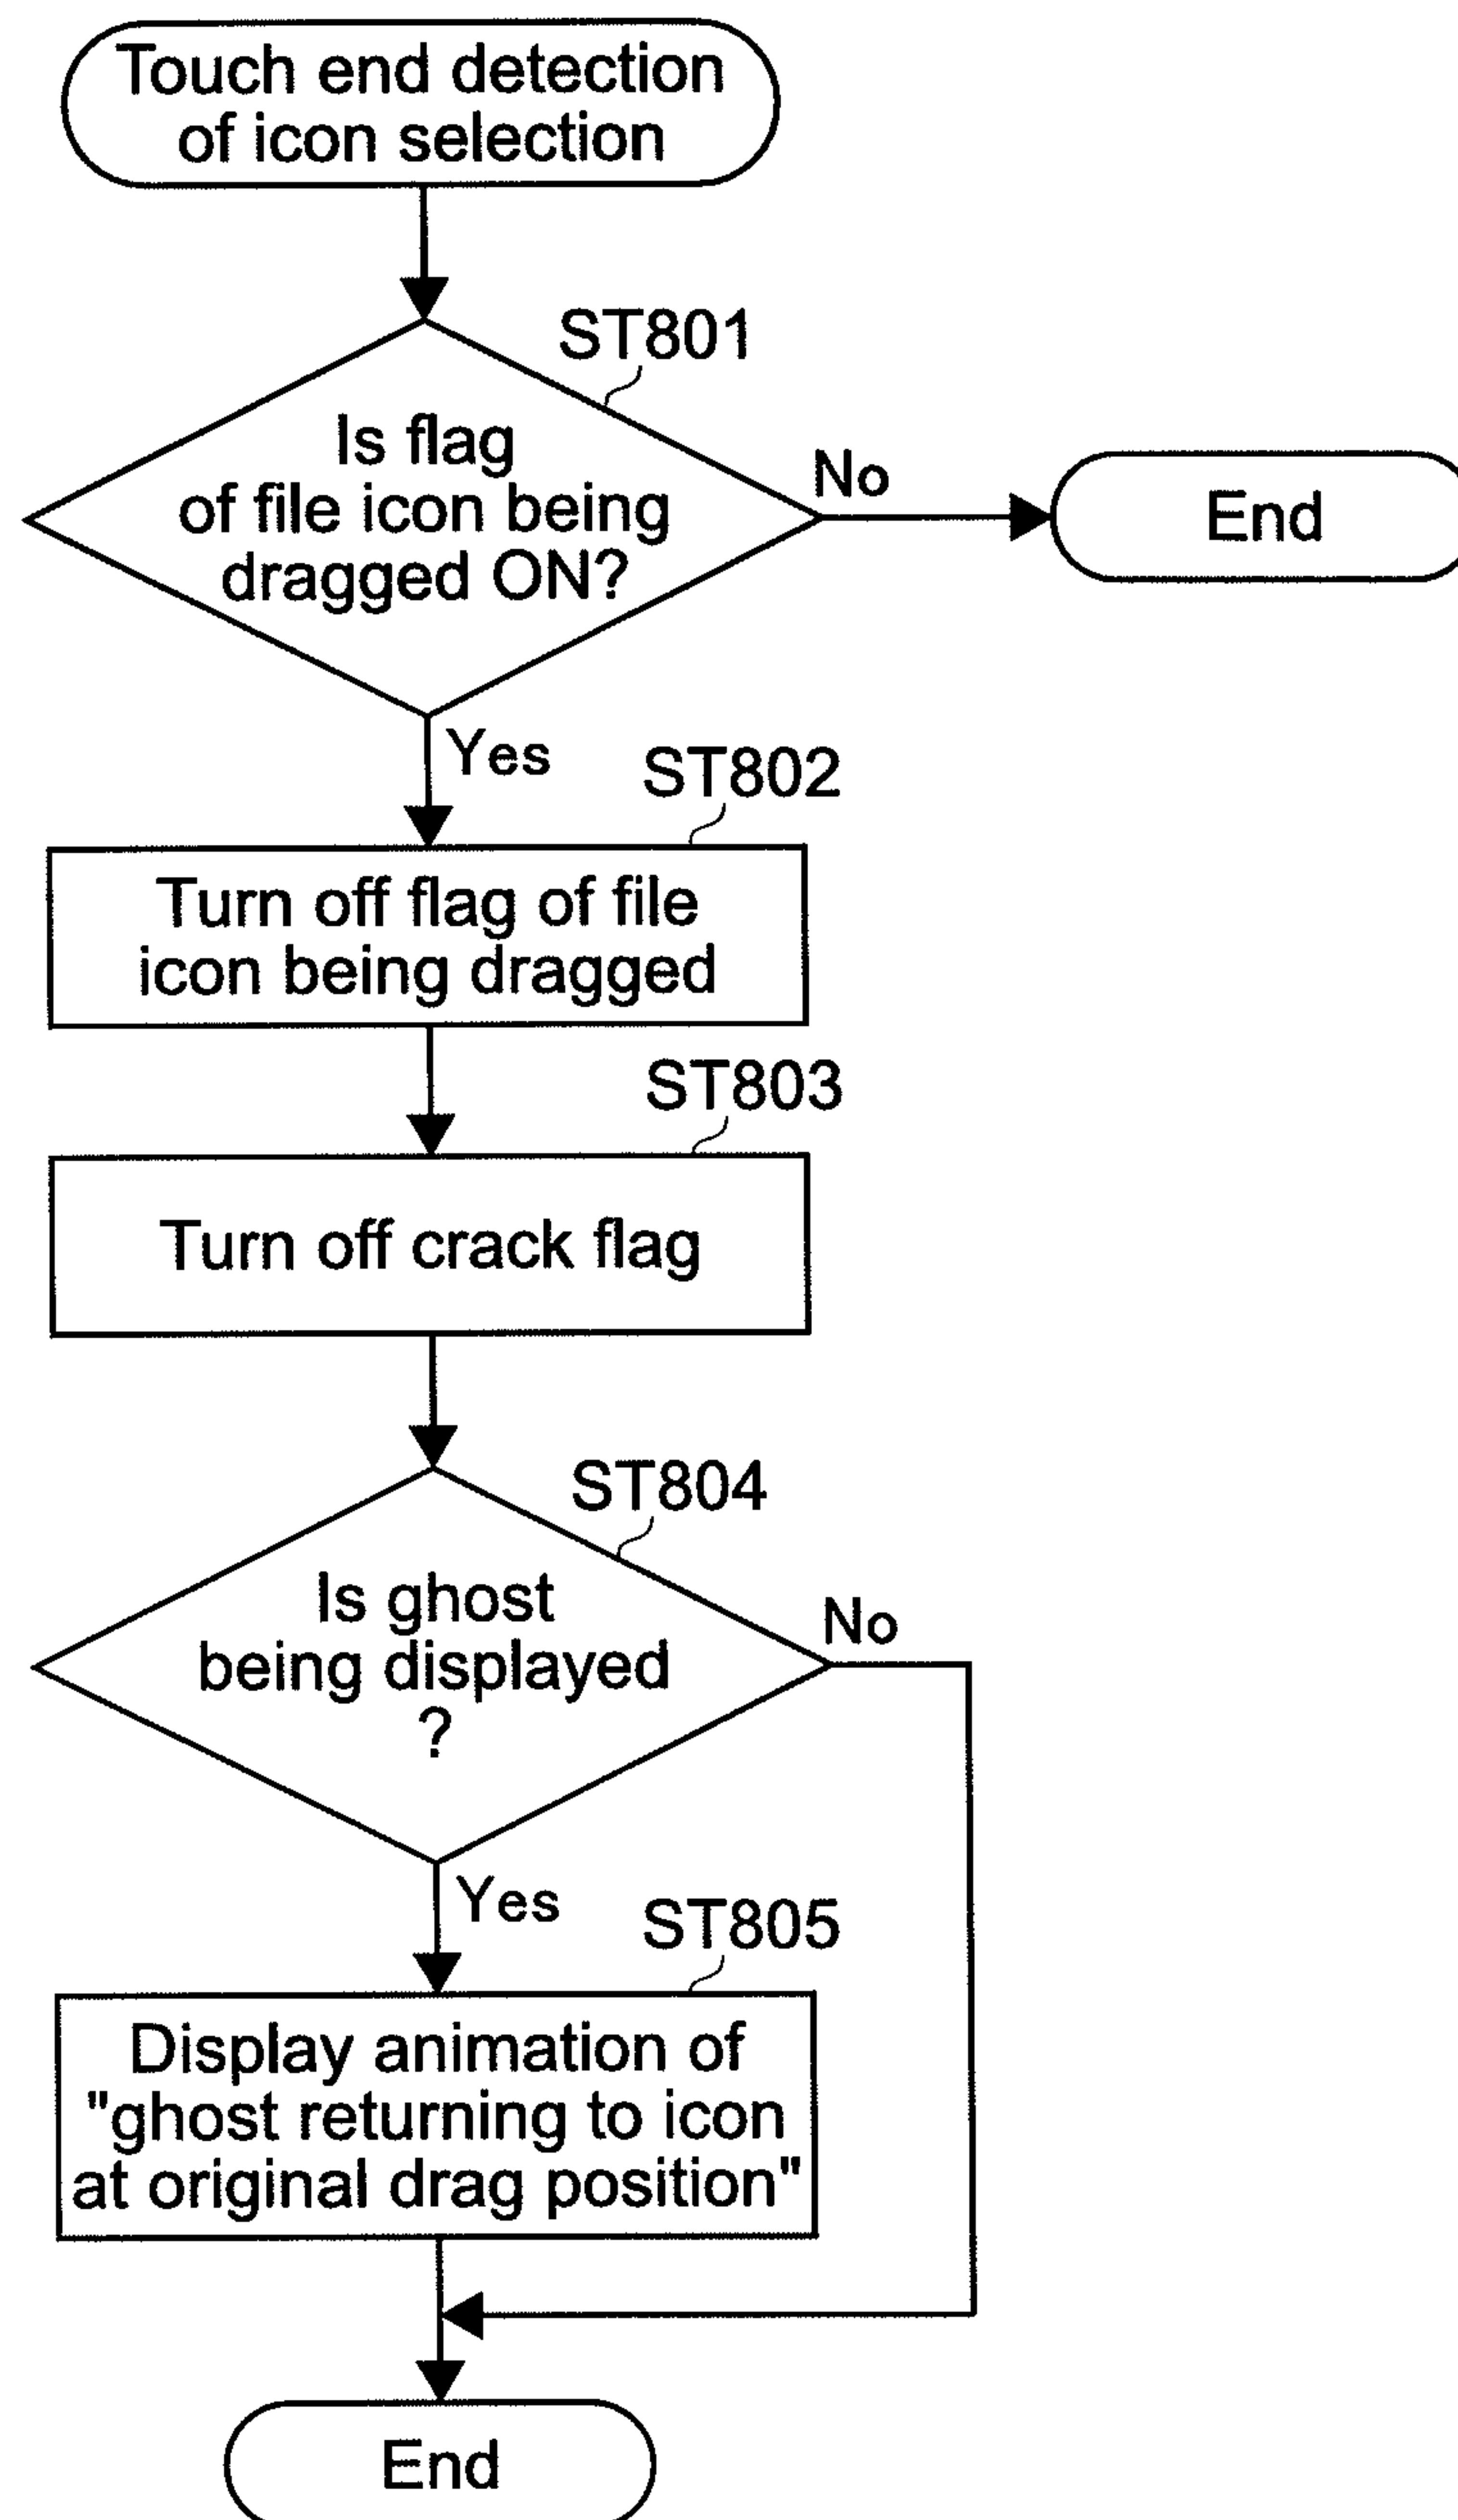 Touch end detection
of icon selection
ST801
Is flag
of file icon being
dragged ON?
No
End
Yes
ST802
Turn off flag of file
icon being dragged
ST803
Turn off crack flag
ST804
Is ghost
being displayed
?
No
Yes
ST805
Display animation of
"ghost returning to icon
at original drag position"
End